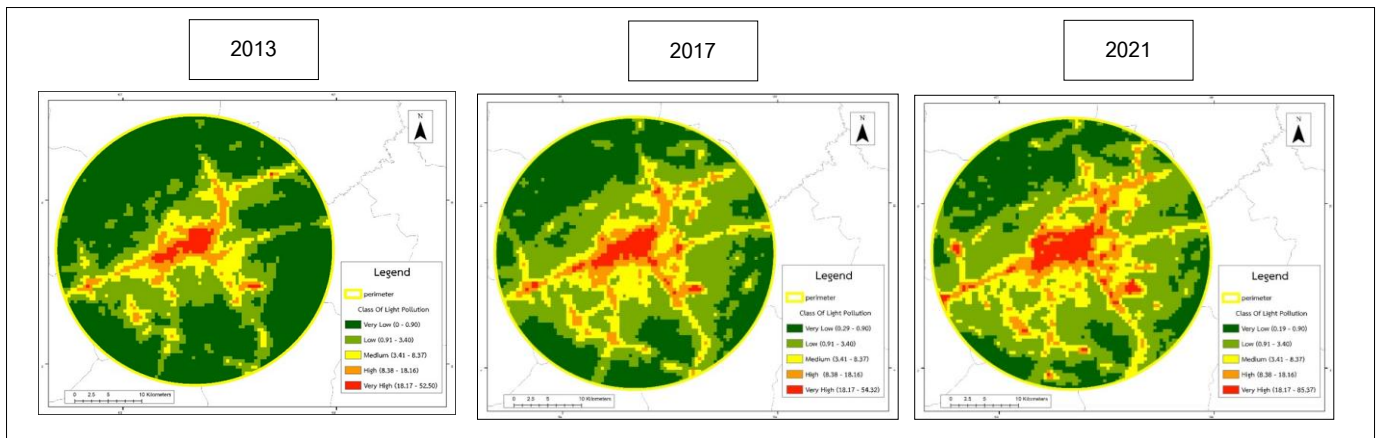 2013
2017
2021
N
Legend
perimeter
Class Of Light Pollution
Very Low (0 - 0.90)
Low (0.91 - 3.40)
Medium (3.41 - 8.37)
High (8.38 - 18.16)
Very High (18.17 - 52.50)
0 2.5 5 10 Kilometers
N
Legend
perimeter
Class Of Light Pollution
Very Low (0.29 - 0.90)
Low (0.91 - 3.40)
Medium (3.41 - 8.37)
High (8.38 - 18.16)
Very High (18.17 - 54.32)
0 2.5 5 10 Kilometers
N
Legend
perimeter
Class Of Light Pollution
Very Low (0.19 - 0.90)
Low (0.91 - 3.40)
Medium (3.41 - 8.37)
High (8.38 - 18.16)
Very High (18.17 - 85.37)
0 2.5 5 10 Kilometers